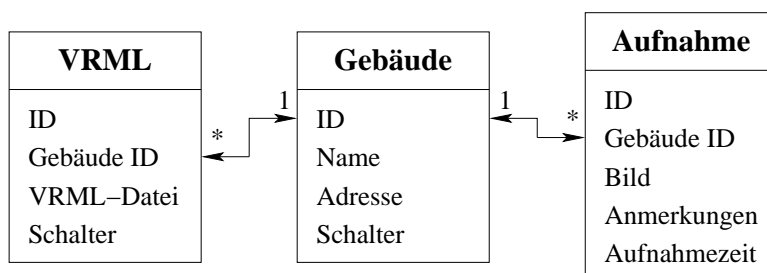 VRML
ID
Gebäude ID
VRML−Datei
Schalter
*
1
Gebäude
ID
Name
Adresse
Schalter
1
*
Aufnahme
ID
Gebäude ID
Bild
Anmerkungen
Aufnahmezeit